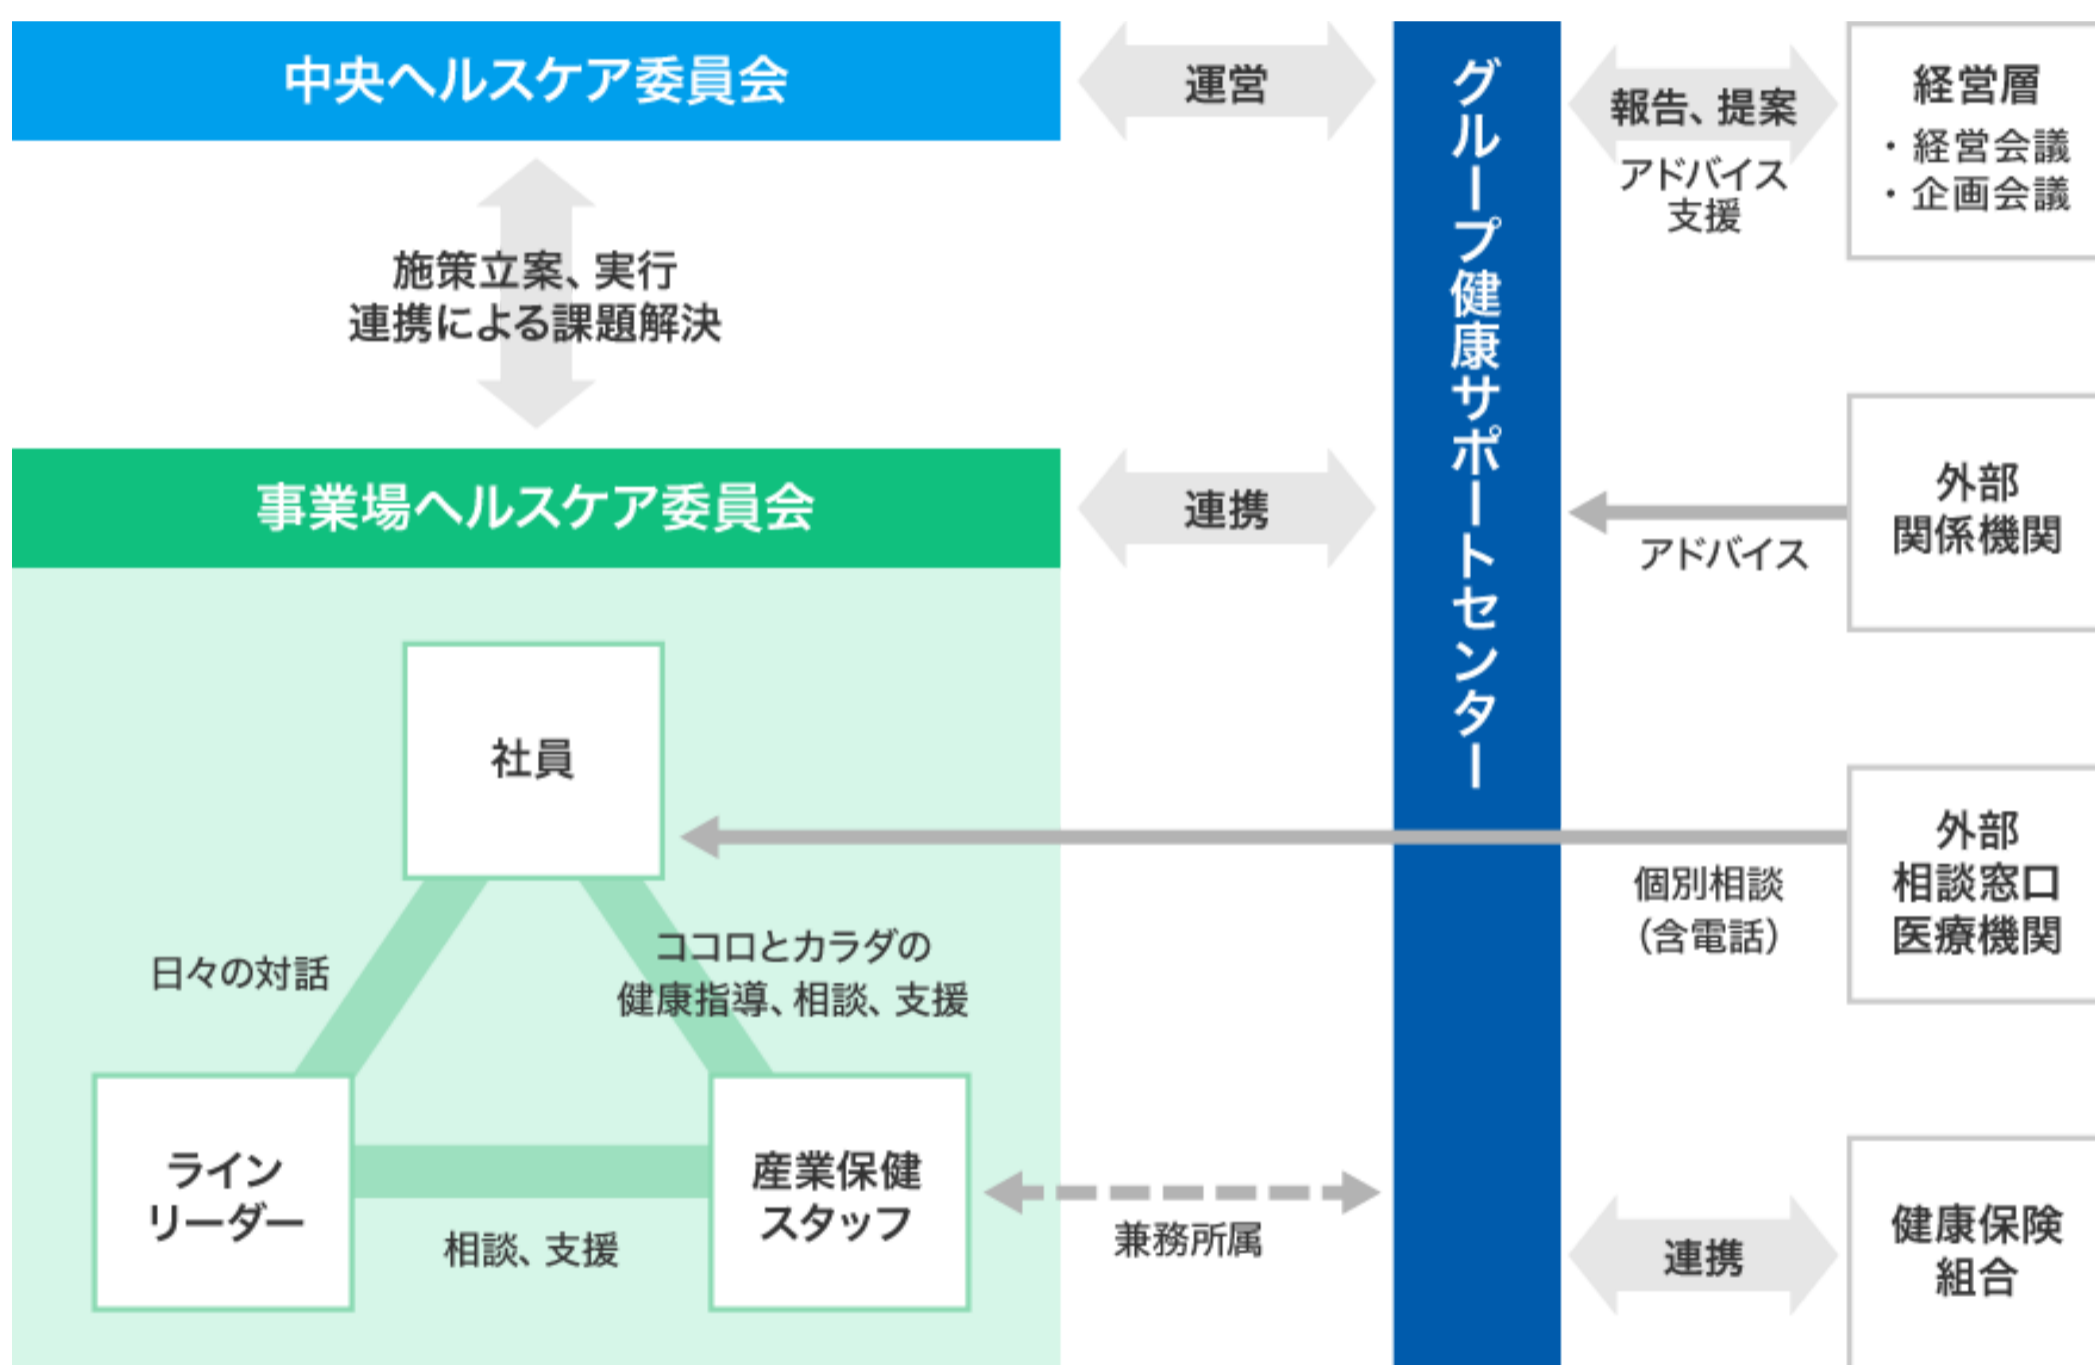 中央ヘルスケア委員会
運営
グループ健康サポートセンター
報告、提案
アドバイス
支援
経営層
・経営会議
・企画会議
施策立案、実行
連携による課題解決
事業場ヘルスケア委員会
連携
アドバイス
外部
関係機関
社員
個別相談
（含電話）
外部
相談窓口
医療機関
日々の対話
ココロとカラダの
健康指導、相談、支援
ライン
リーダー
相談、支援
産業保健
スタッフ
兼務所属
連携
健康保険
組合